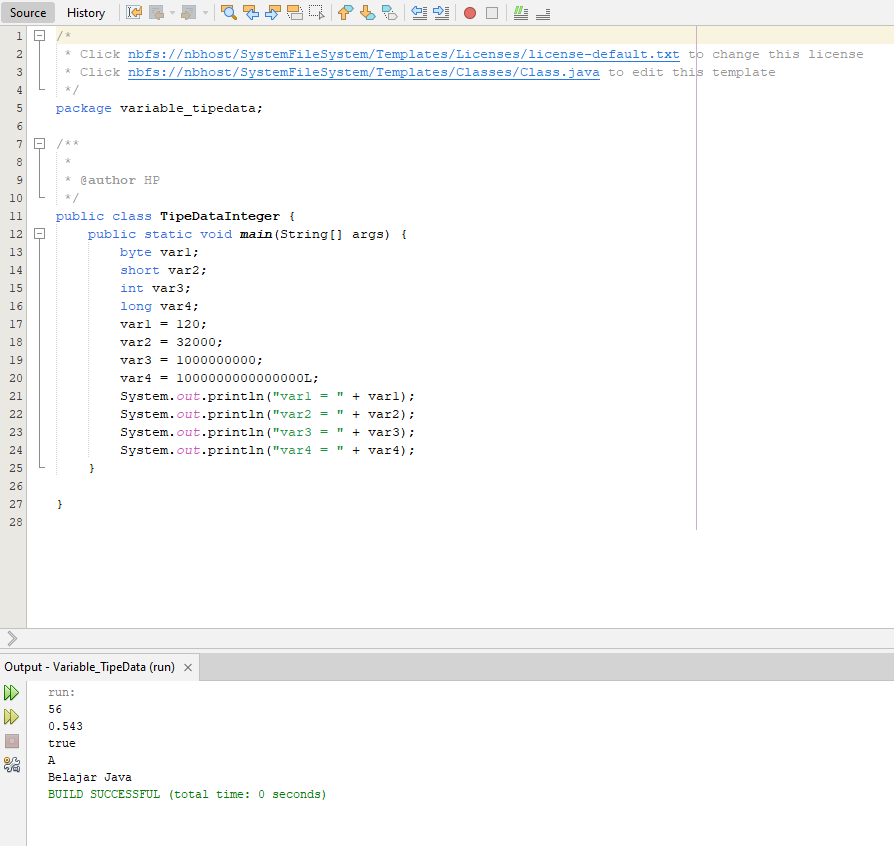 Source History
1 /*
2 * Click nbfs://nbhost/SystemFileSystem/Templates/Licenses/license-default.txt to change this license
3 * Click nbfs://nbhost/SystemFileSystem/Templates/Classes/Class.java to edit this template
4 */
5 package variable_tipedata;
6
7 /**
8 *
9 * @author HP
10 */
11 public class TipeDataInteger {
12 public static void main(String[] args) {
13 byte var1;
14 short var2;
15 int var3;
16 long var4;
17 var1 = 120;
18 var2 = 32000;
19 var3 = 1000000000;
20 var4 = 1000000000000000L;
21 System.out.println("var1 = " + var1);
22 System.out.println("var2 = " + var2);
23 System.out.println("var3 = " + var3);
24 System.out.println("var4 = " + var4);
25 }
26
27 }
28
Output - Variable_TipeData (run)
run:
56
0.543
true
A
Belajar Java
BUILD SUCCESSFUL (total time: 0 seconds)